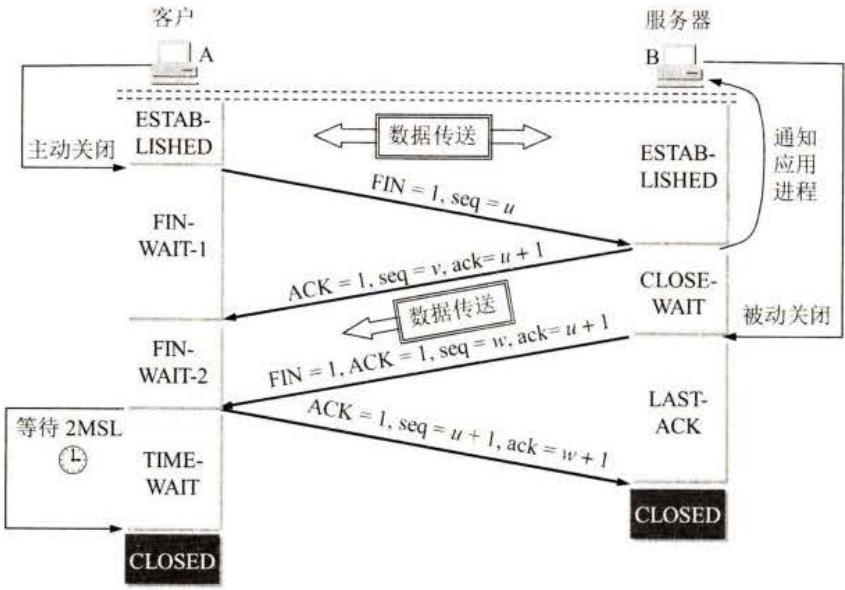 客户
服务器
A
B
ESTAB-
LISHED
数据传送
主动关闭
ESTAB-
LISHED
通知
应用
进程
FIN = 1, seq = u
FIN-
WAIT-1
ACK = 1, seq = v, ack= u + 1
CLOSE-
WAIT
数据传送
被动关闭
FIN-
WAIT-2
FIN = 1, ACK = 1, seq = w, ack= u + 1
ACK = 1, seq = u + 1, ack = w + 1
LAST-
ACK
等待 2MSL
TIME-
WAIT
CLOSED
CLOSED